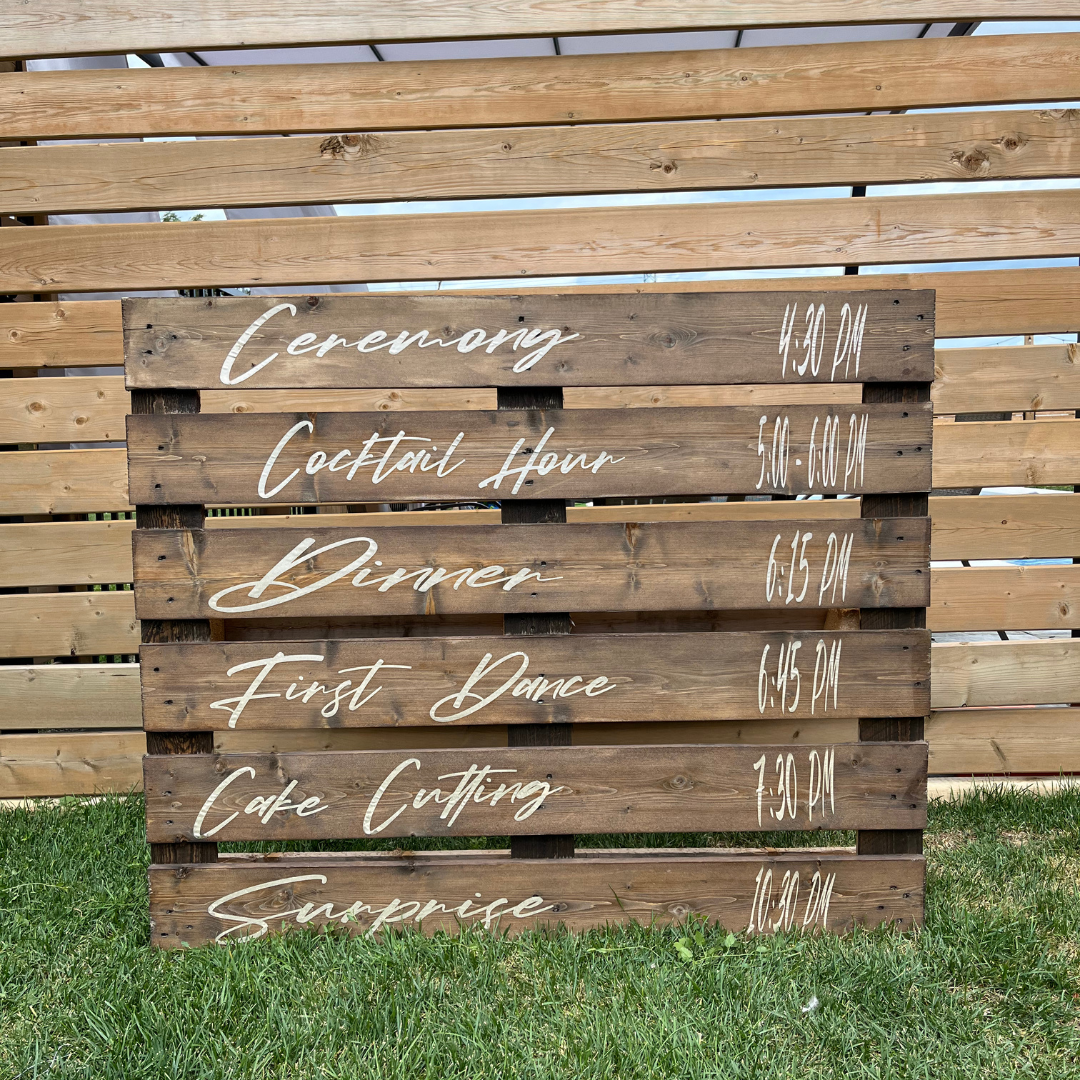 Ceremony 4:30 PM
Cocktail Hour 5:00 - 6:00 PM
Dinner 6:15 PM
First Dance 6:45 PM
Cake Cutting 7:30 PM
Surprise 10:30 PM